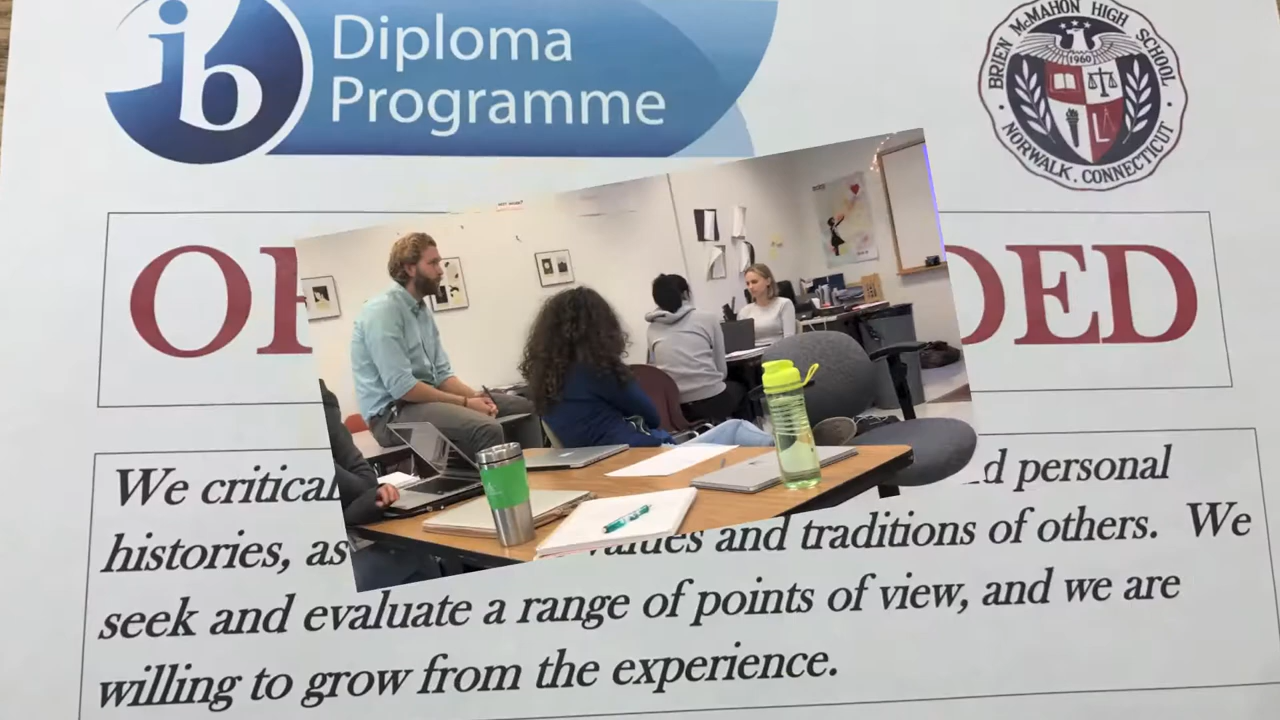 ib
Diploma
Programme
BRIEN McMAHON HIGH SCHOOL
1960
NORWALK, CONNECTICUT
O DED
We critical d personal
histories, as values and traditions of others. We
seek and evaluate a range of points of view, and we are
willing to grow from the experience.